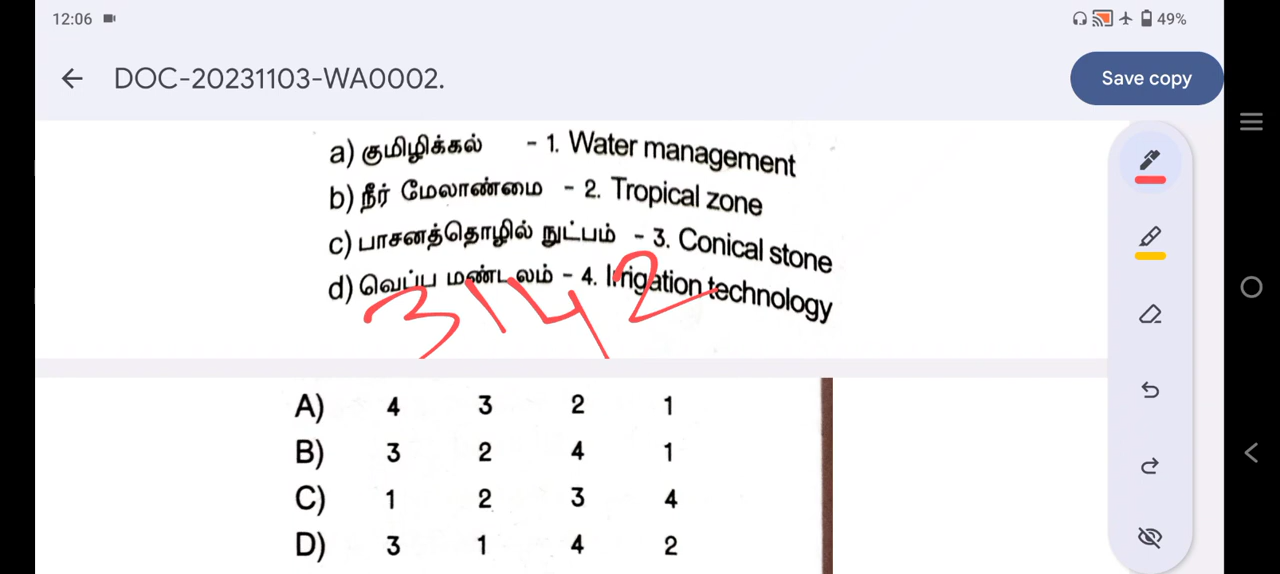 12:06
49%
DOC-20231103-WA0002.
Save copy
a) குமிழிக்கல் - 1. Water management
b) நீர் மேலாண்மை - 2. Tropical zone
c) பாசனத்தொழில் நுட்பம் - 3. Conical stone
d) வெப்ப மண்டலம் - 4. Irrigation technology
3142
A) 4 3 2 1
B) 3 2 4 1
C) 1 2 3 4
D) 3 1 4 2